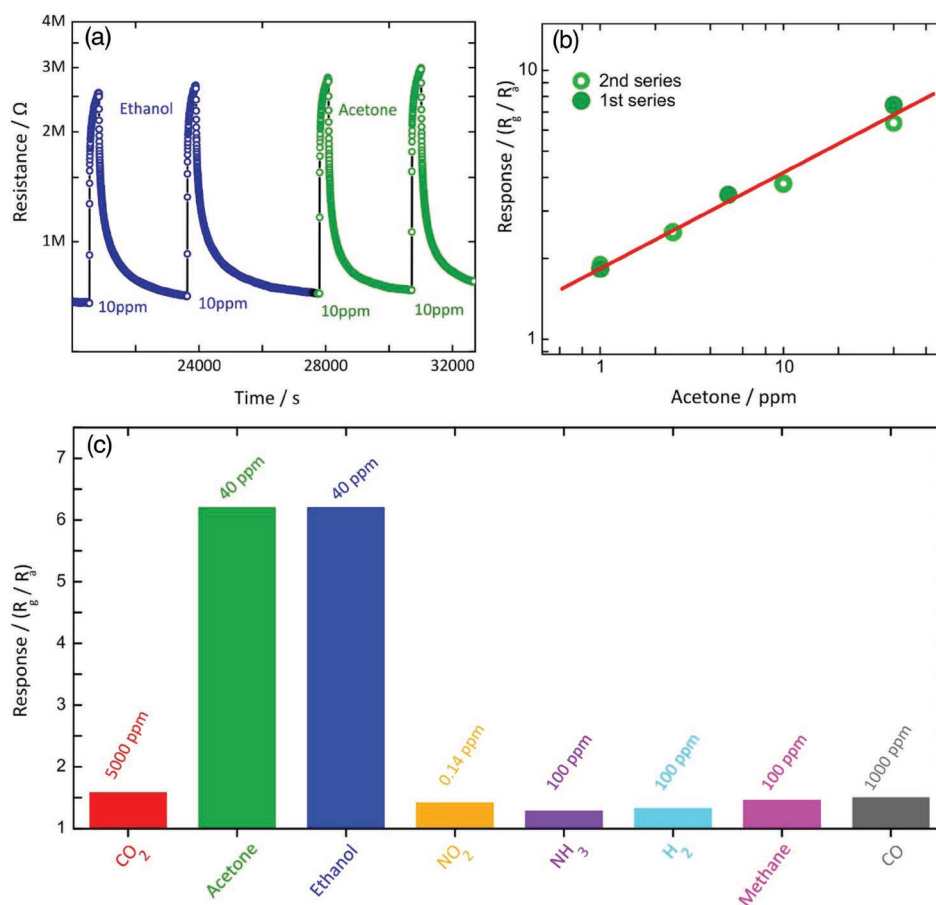 (a)
4M
3M
2M
1M
Resistance / Ω
Ethanol
Acetone
10ppm
10ppm
10ppm
10ppm
24000
28000
32000
Time / s
(b)
10
1
Response / (Rg / Ra)
2nd series
1st series
1
10
Acetone / ppm
(c)
7
6
5
4
3
2
1
Response / (Rg / Ra)
5000 ppm
40 ppm
40 ppm
0.14 ppm
100 ppm
100 ppm
100 ppm
1000 ppm
CO2
Acetone
Ethanol
NO2
NH3
H2
Methane
CO